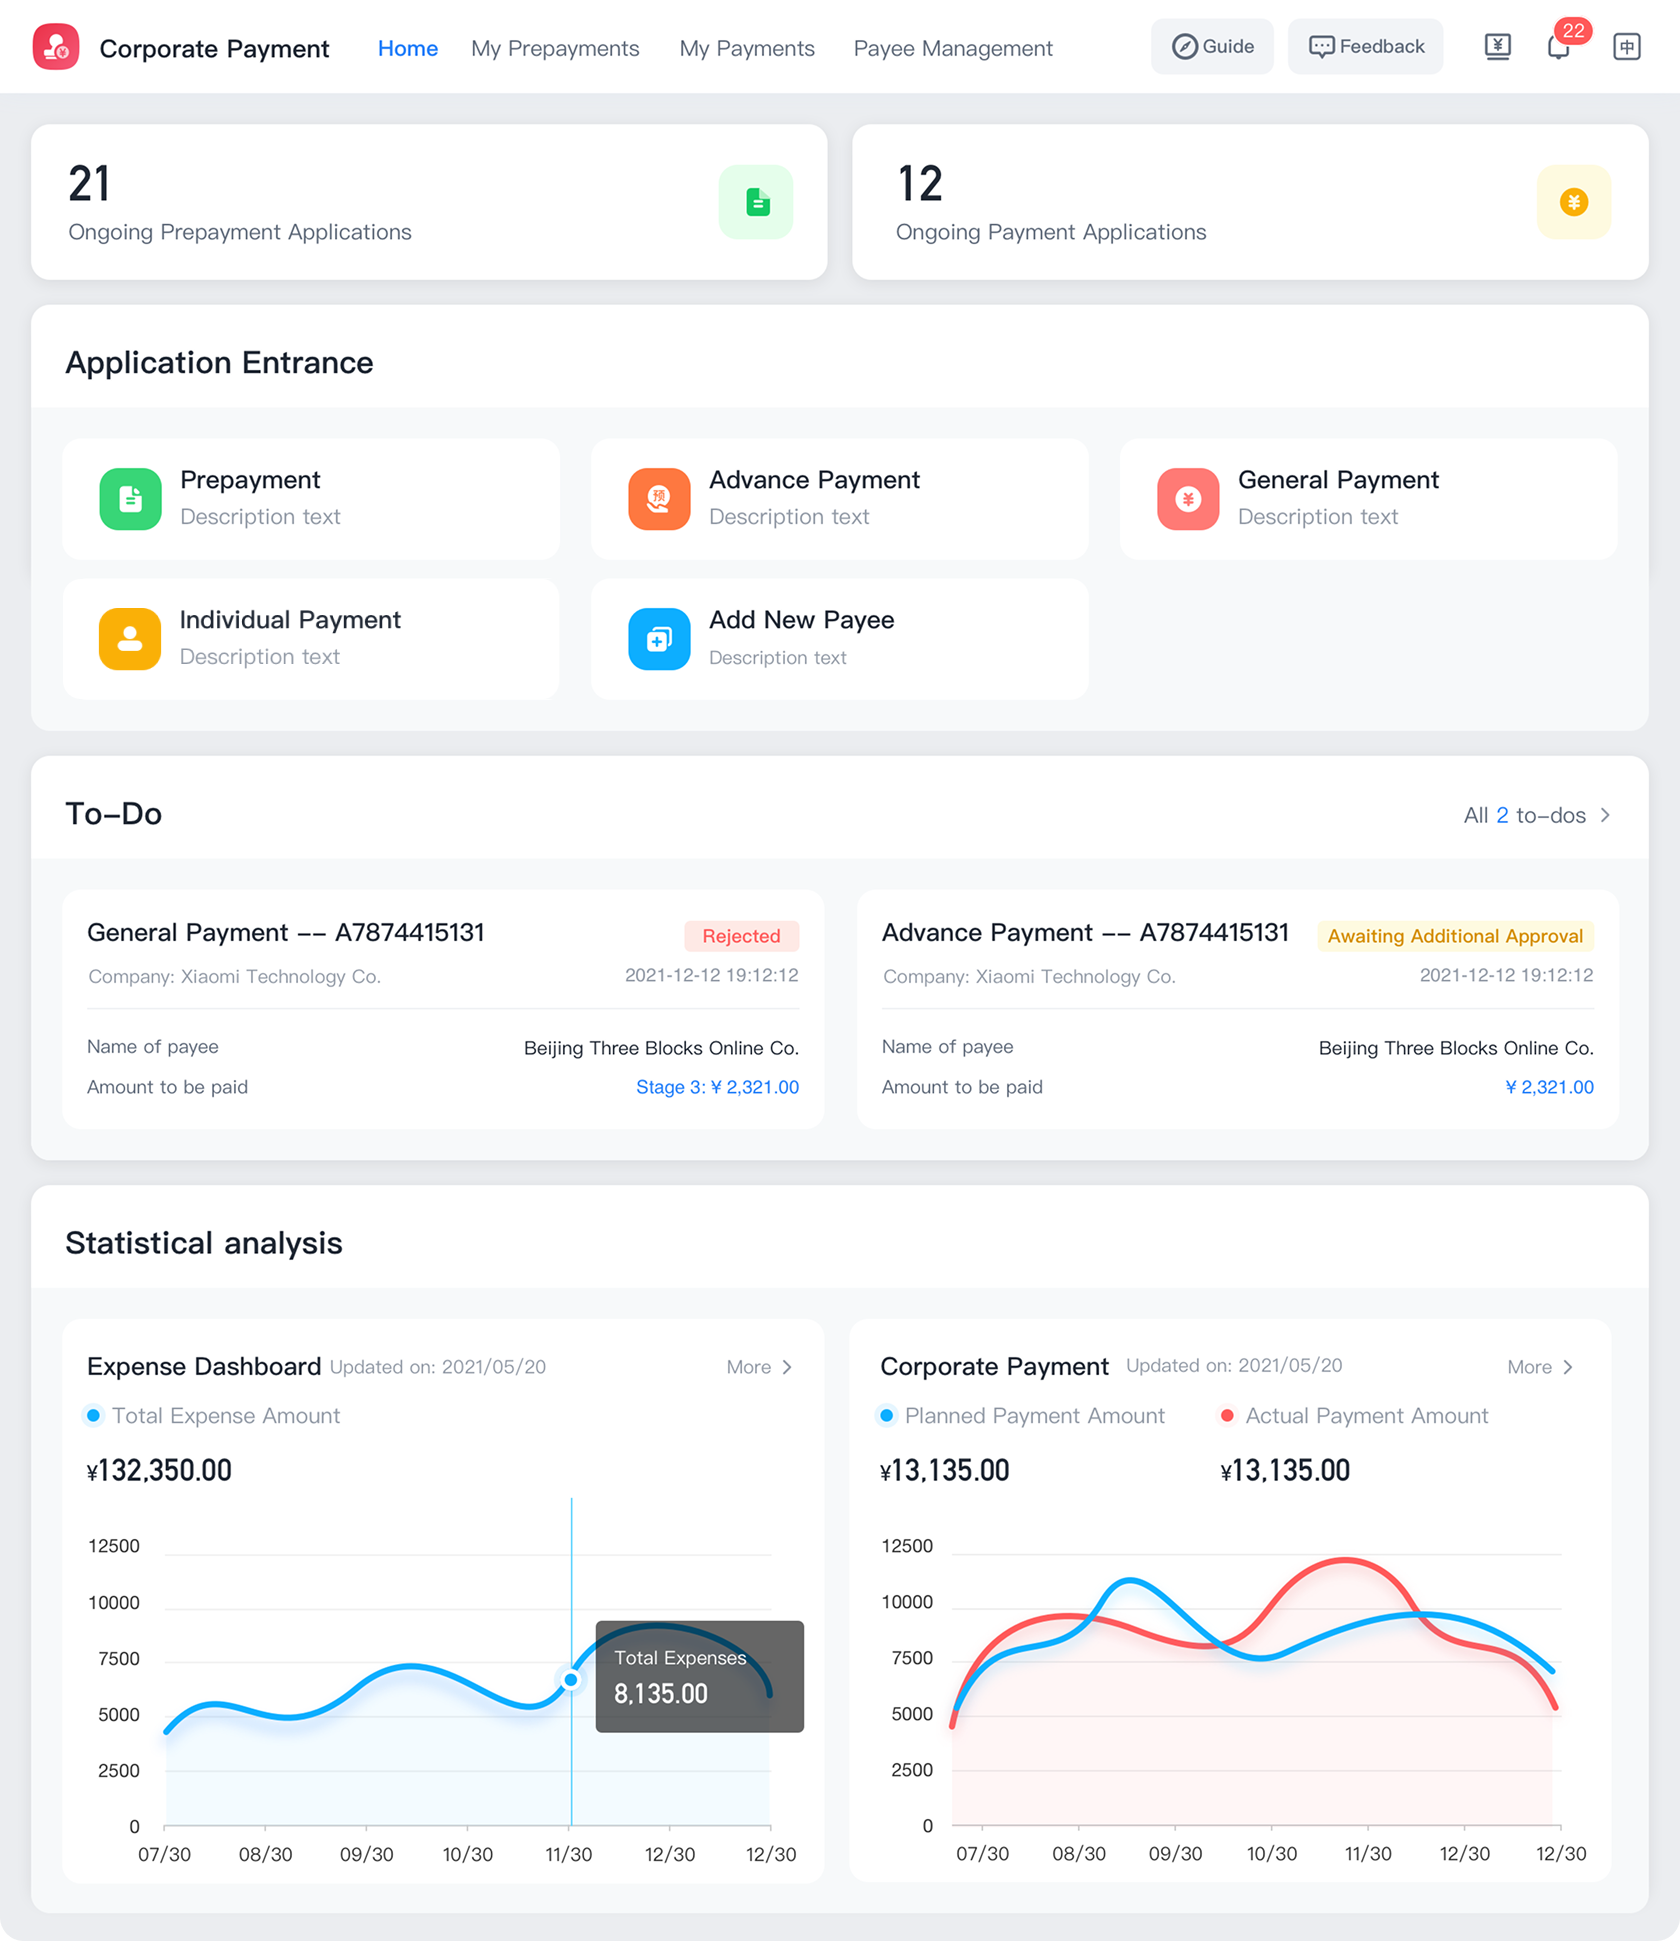 Corporate Payment
Home
My Prepayments
My Payments
Payee Management
Guide
Feedback
¥
22
中
21
Ongoing Prepayment Applications
12
Ongoing Payment Applications
¥
Application Entrance
Prepayment
Description text
预
Advance Payment
Description text
¥
General Payment
Description text
Individual Payment
Description text
Add New Payee
Description text
To-Do
All 2 to-dos
General Payment -- A7874415131
Rejected
Company: Xiaomi Technology Co.
2021-12-12 19:12:12
Name of payee
Beijing Three Blocks Online Co.
Amount to be paid
Stage 3: ¥ 2,321.00
Advance Payment -- A7874415131
Awaiting Additional Approval
Company: Xiaomi Technology Co.
2021-12-12 19:12:12
Name of payee
Beijing Three Blocks Online Co.
Amount to be paid
¥ 2,321.00
Statistical analysis
Expense Dashboard Updated on: 2021/05/20
More
Total Expense Amount
¥132,350.00
12500
10000
7500
5000
2500
0
Total Expenses
8,135.00
07/30 08/30 09/30 10/30 11/30 12/30 12/30
Corporate Payment Updated on: 2021/05/20
More
Planned Payment Amount
Actual Payment Amount
¥13,135.00
¥13,135.00
12500
10000
7500
5000
2500
0
07/30 08/30 09/30 10/30 11/30 12/30 12/30